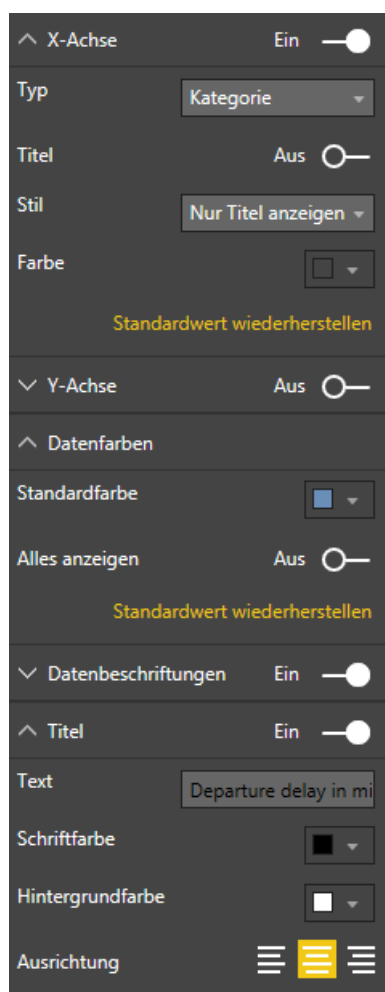 X-Achse Ein
Typ Kategorie
Titel Aus
Stil Nur Titel anzeigen
Farbe
Standardwert wiederherstellen
Y-Achse Aus
Datenfarben
Standardfarbe
Alles anzeigen Aus
Standardwert wiederherstellen
Datenbeschriftungen Ein
Titel Ein
Text Departure delay in mi
Schriftfarbe
Hintergrundfarbe
Ausrichtung